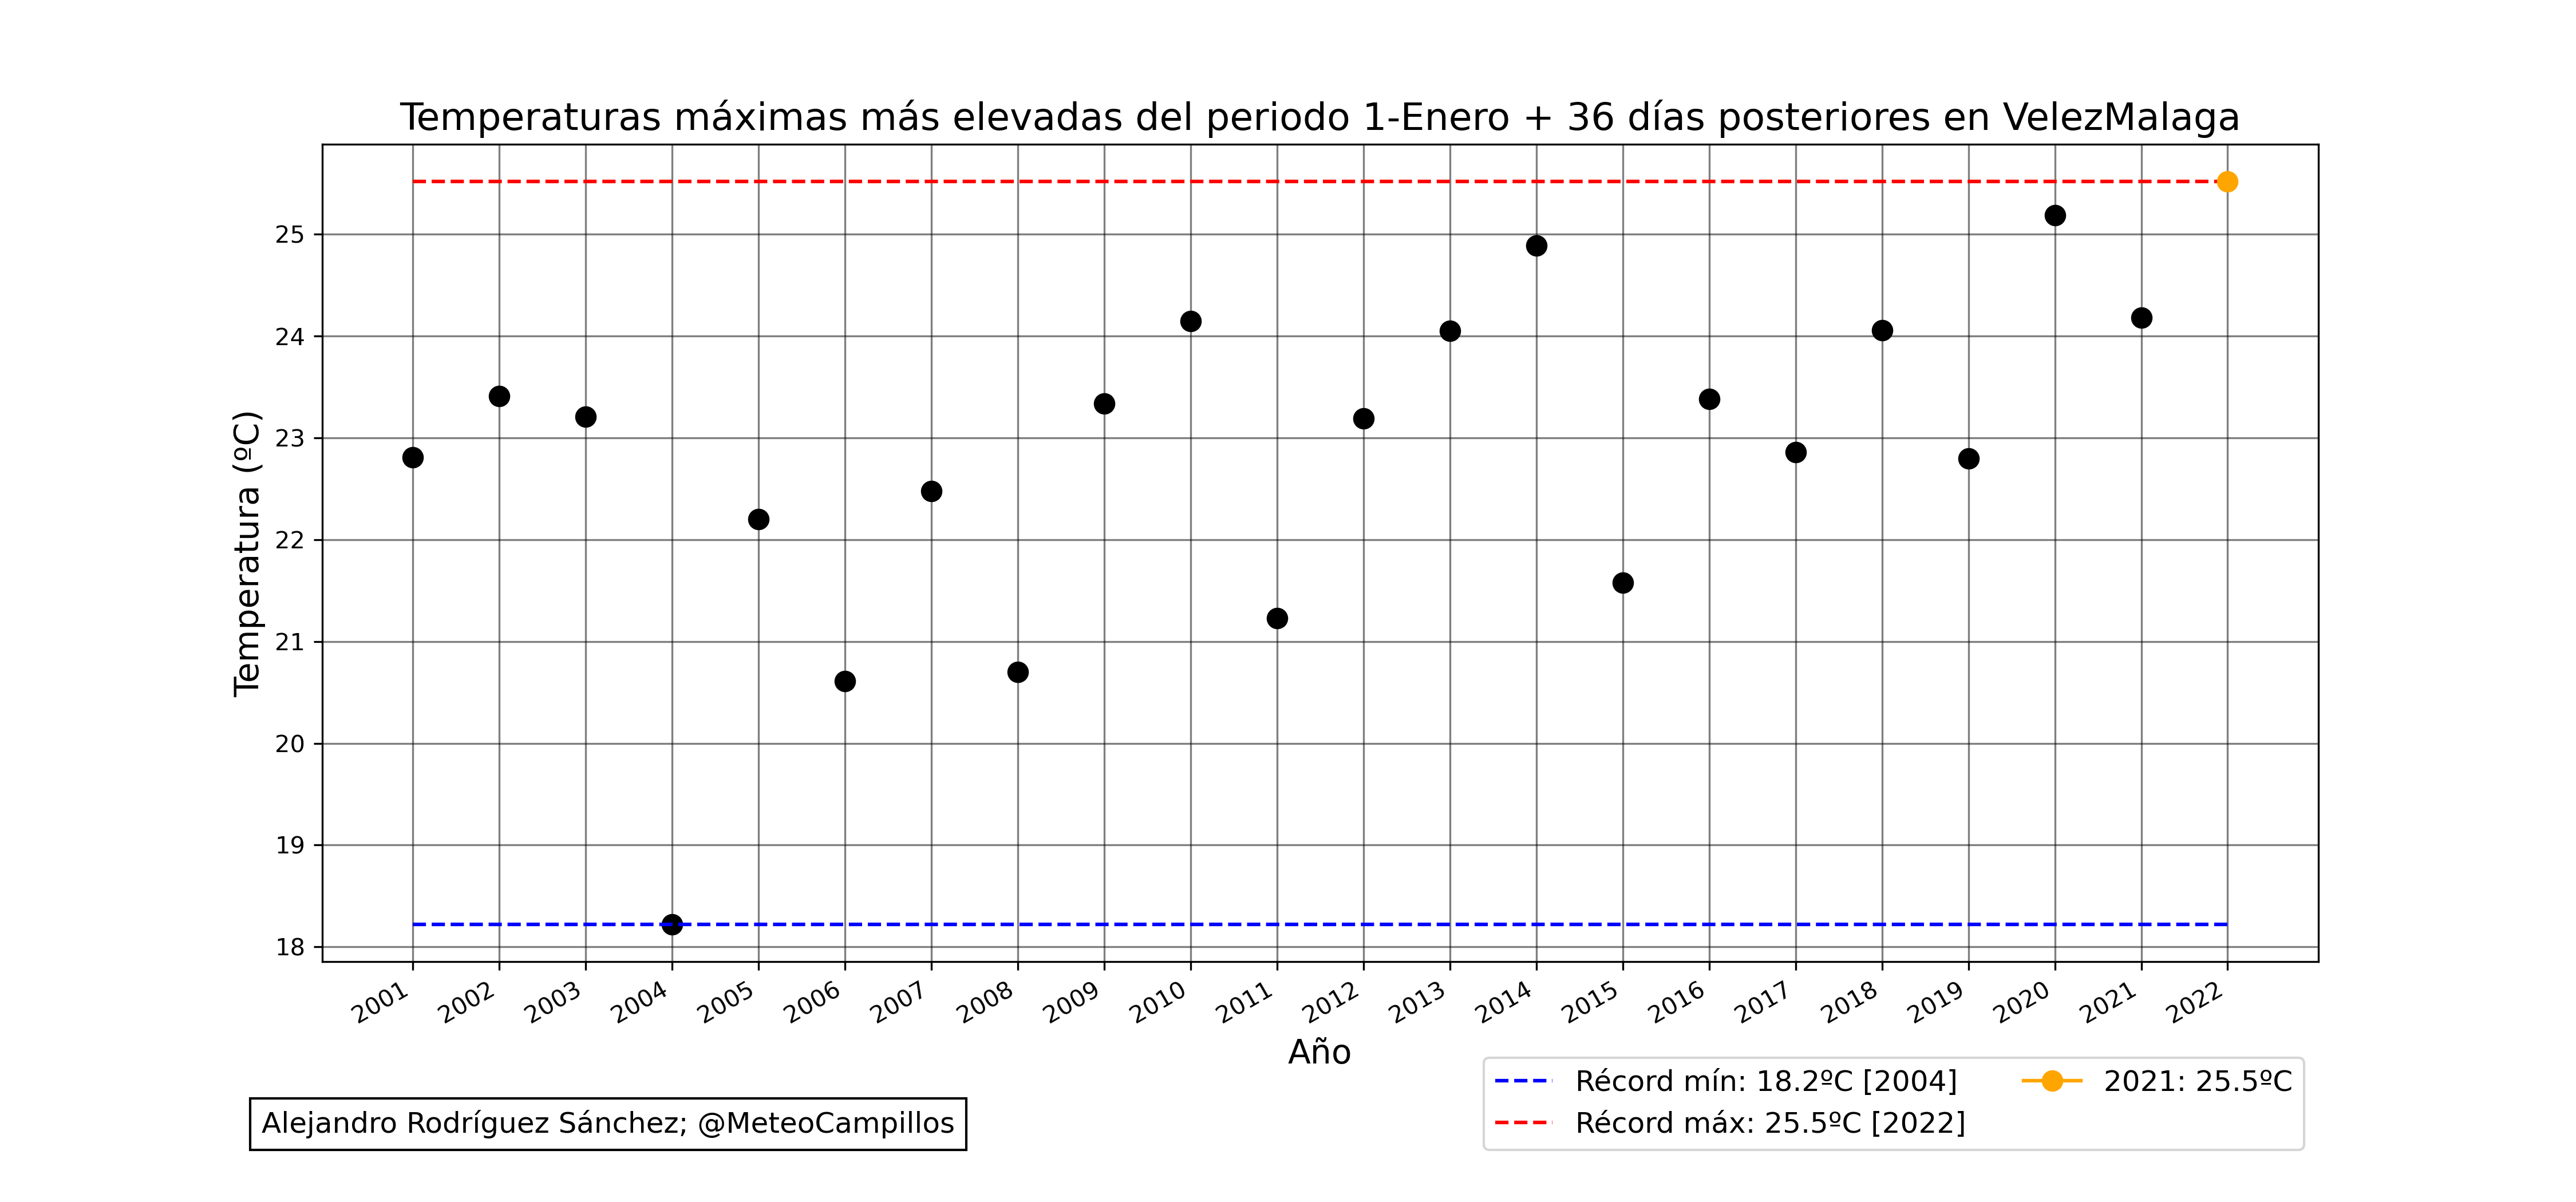 Temperaturas máximas más elevadas del periodo 1-Enero + 36 días posteriores en VelezMalaga
Temperatura (ºC)
25
24
23
22
21
20
19
18
2001 2002 2003 2004 2005 2006 2007 2008 2009 2010 2011 2012 2013 2014 2015 2016 2017 2018 2019 2020 2021 2022
Año
Récord mín: 18.2ºC [2004]
Récord máx: 25.5ºC [2022]
2021: 25.5ºC
Alejandro Rodríguez Sánchez; @MeteoCampillos